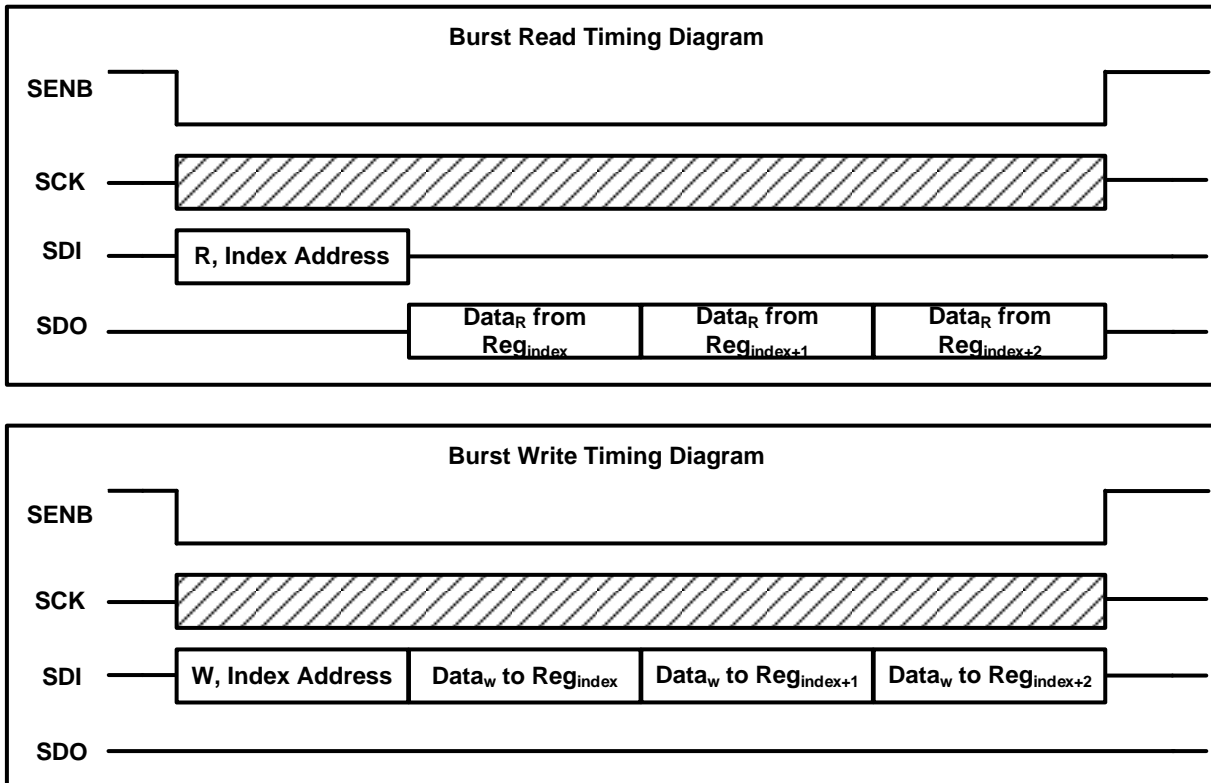 Burst Read Timing Diagram
SENB
SCK
SDI R, Index Address
SDO DataR from DataR from DataR from
Regindex Regindex+1 Regindex+2
Burst Write Timing Diagram
SENB
SCK
SDI W, Index Address Dataw to Regindex Dataw to Regindex+1 Dataw to Regindex+2
SDO